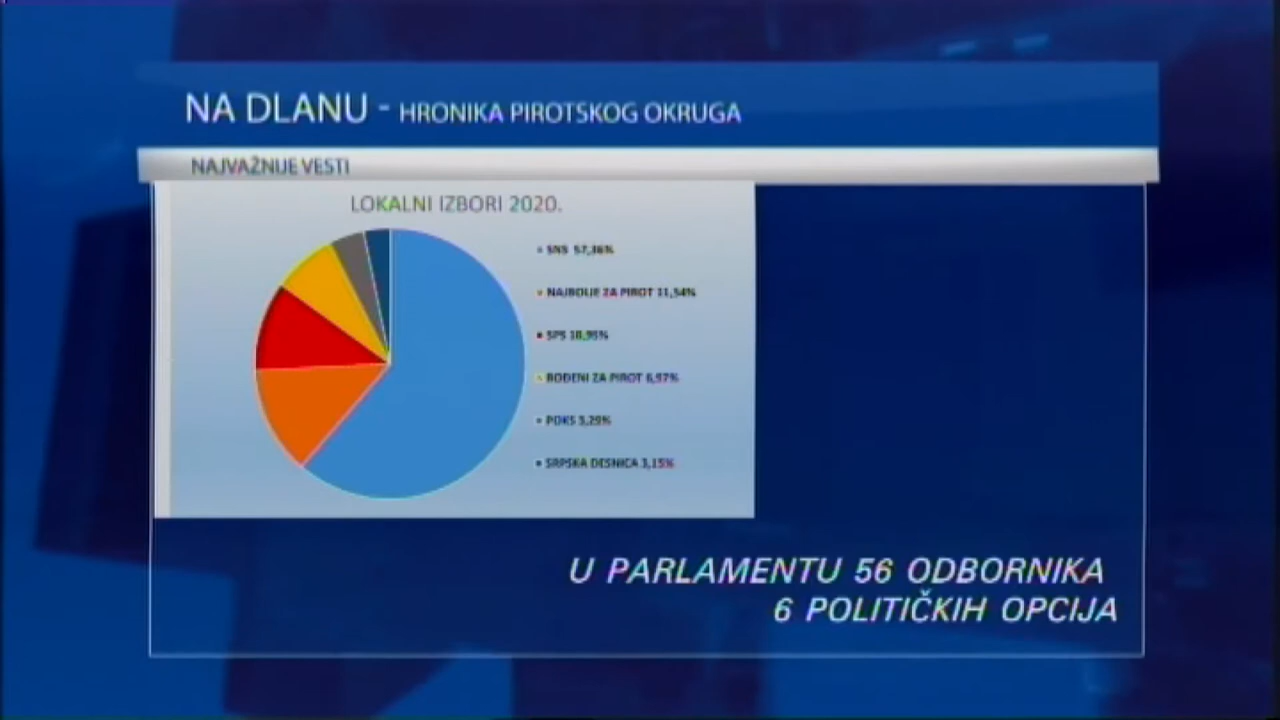 NA DLANU - HRONIKA PIROTSKOG OKRUGA
NAJVAŽNIJE VESTI
LOKALNI IZBORI 2020.
SNS 57,36%
NAJBOLJE ZA PIROT 11,54%
SPS 10,95%
ROĐENI ZA PIROT 6,97%
POKS 3,29%
SRPSKA DESNICA 3,15%
U PARLAMENTU 56 ODBORNIKA
6 POLITIČKIH OPCIJA